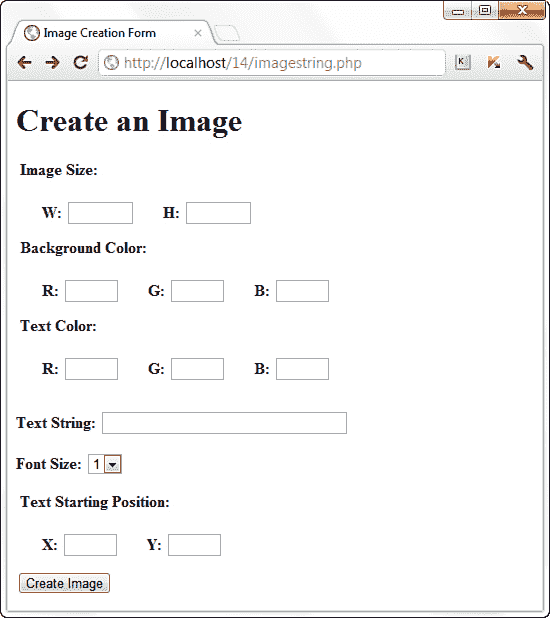 Image Creation Form
http://localhost/14/imagestring.php
Create an Image
Image Size:
W: H:
Background Color:
R: G: B:
Text Color:
R: G: B:
Text String:
Font Size: 1
Text Starting Position:
X: Y:
Create Image